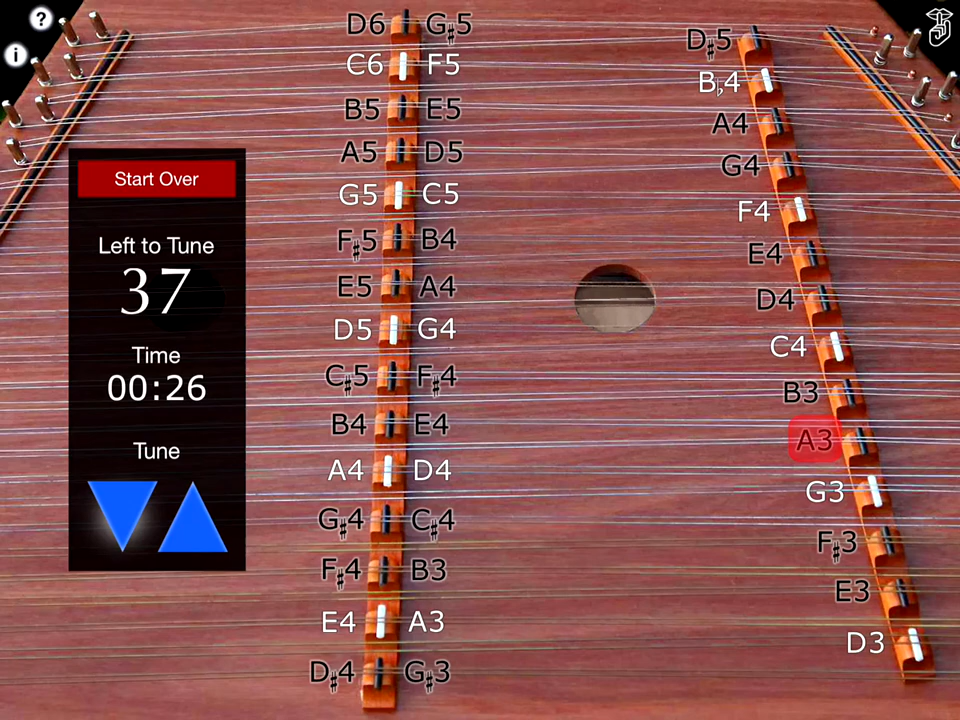 ?
i
Start Over
Left to Tune
37
Time
00:26
Tune
D6 G♯5
C6 F5
B5 E5
A5 D5
G5 C5
F♯5 B4
E5 A4
D5 G4
C♯5 F♯4
B4 E4
A4 D4
G♯4 C♯4
F♯4 B3
E4 A3
D♯4 G♯3
D♯5
B♭4
A4
G4
F4
E4
D4
C4
B3
A3
G3
F♯3
E3
D3